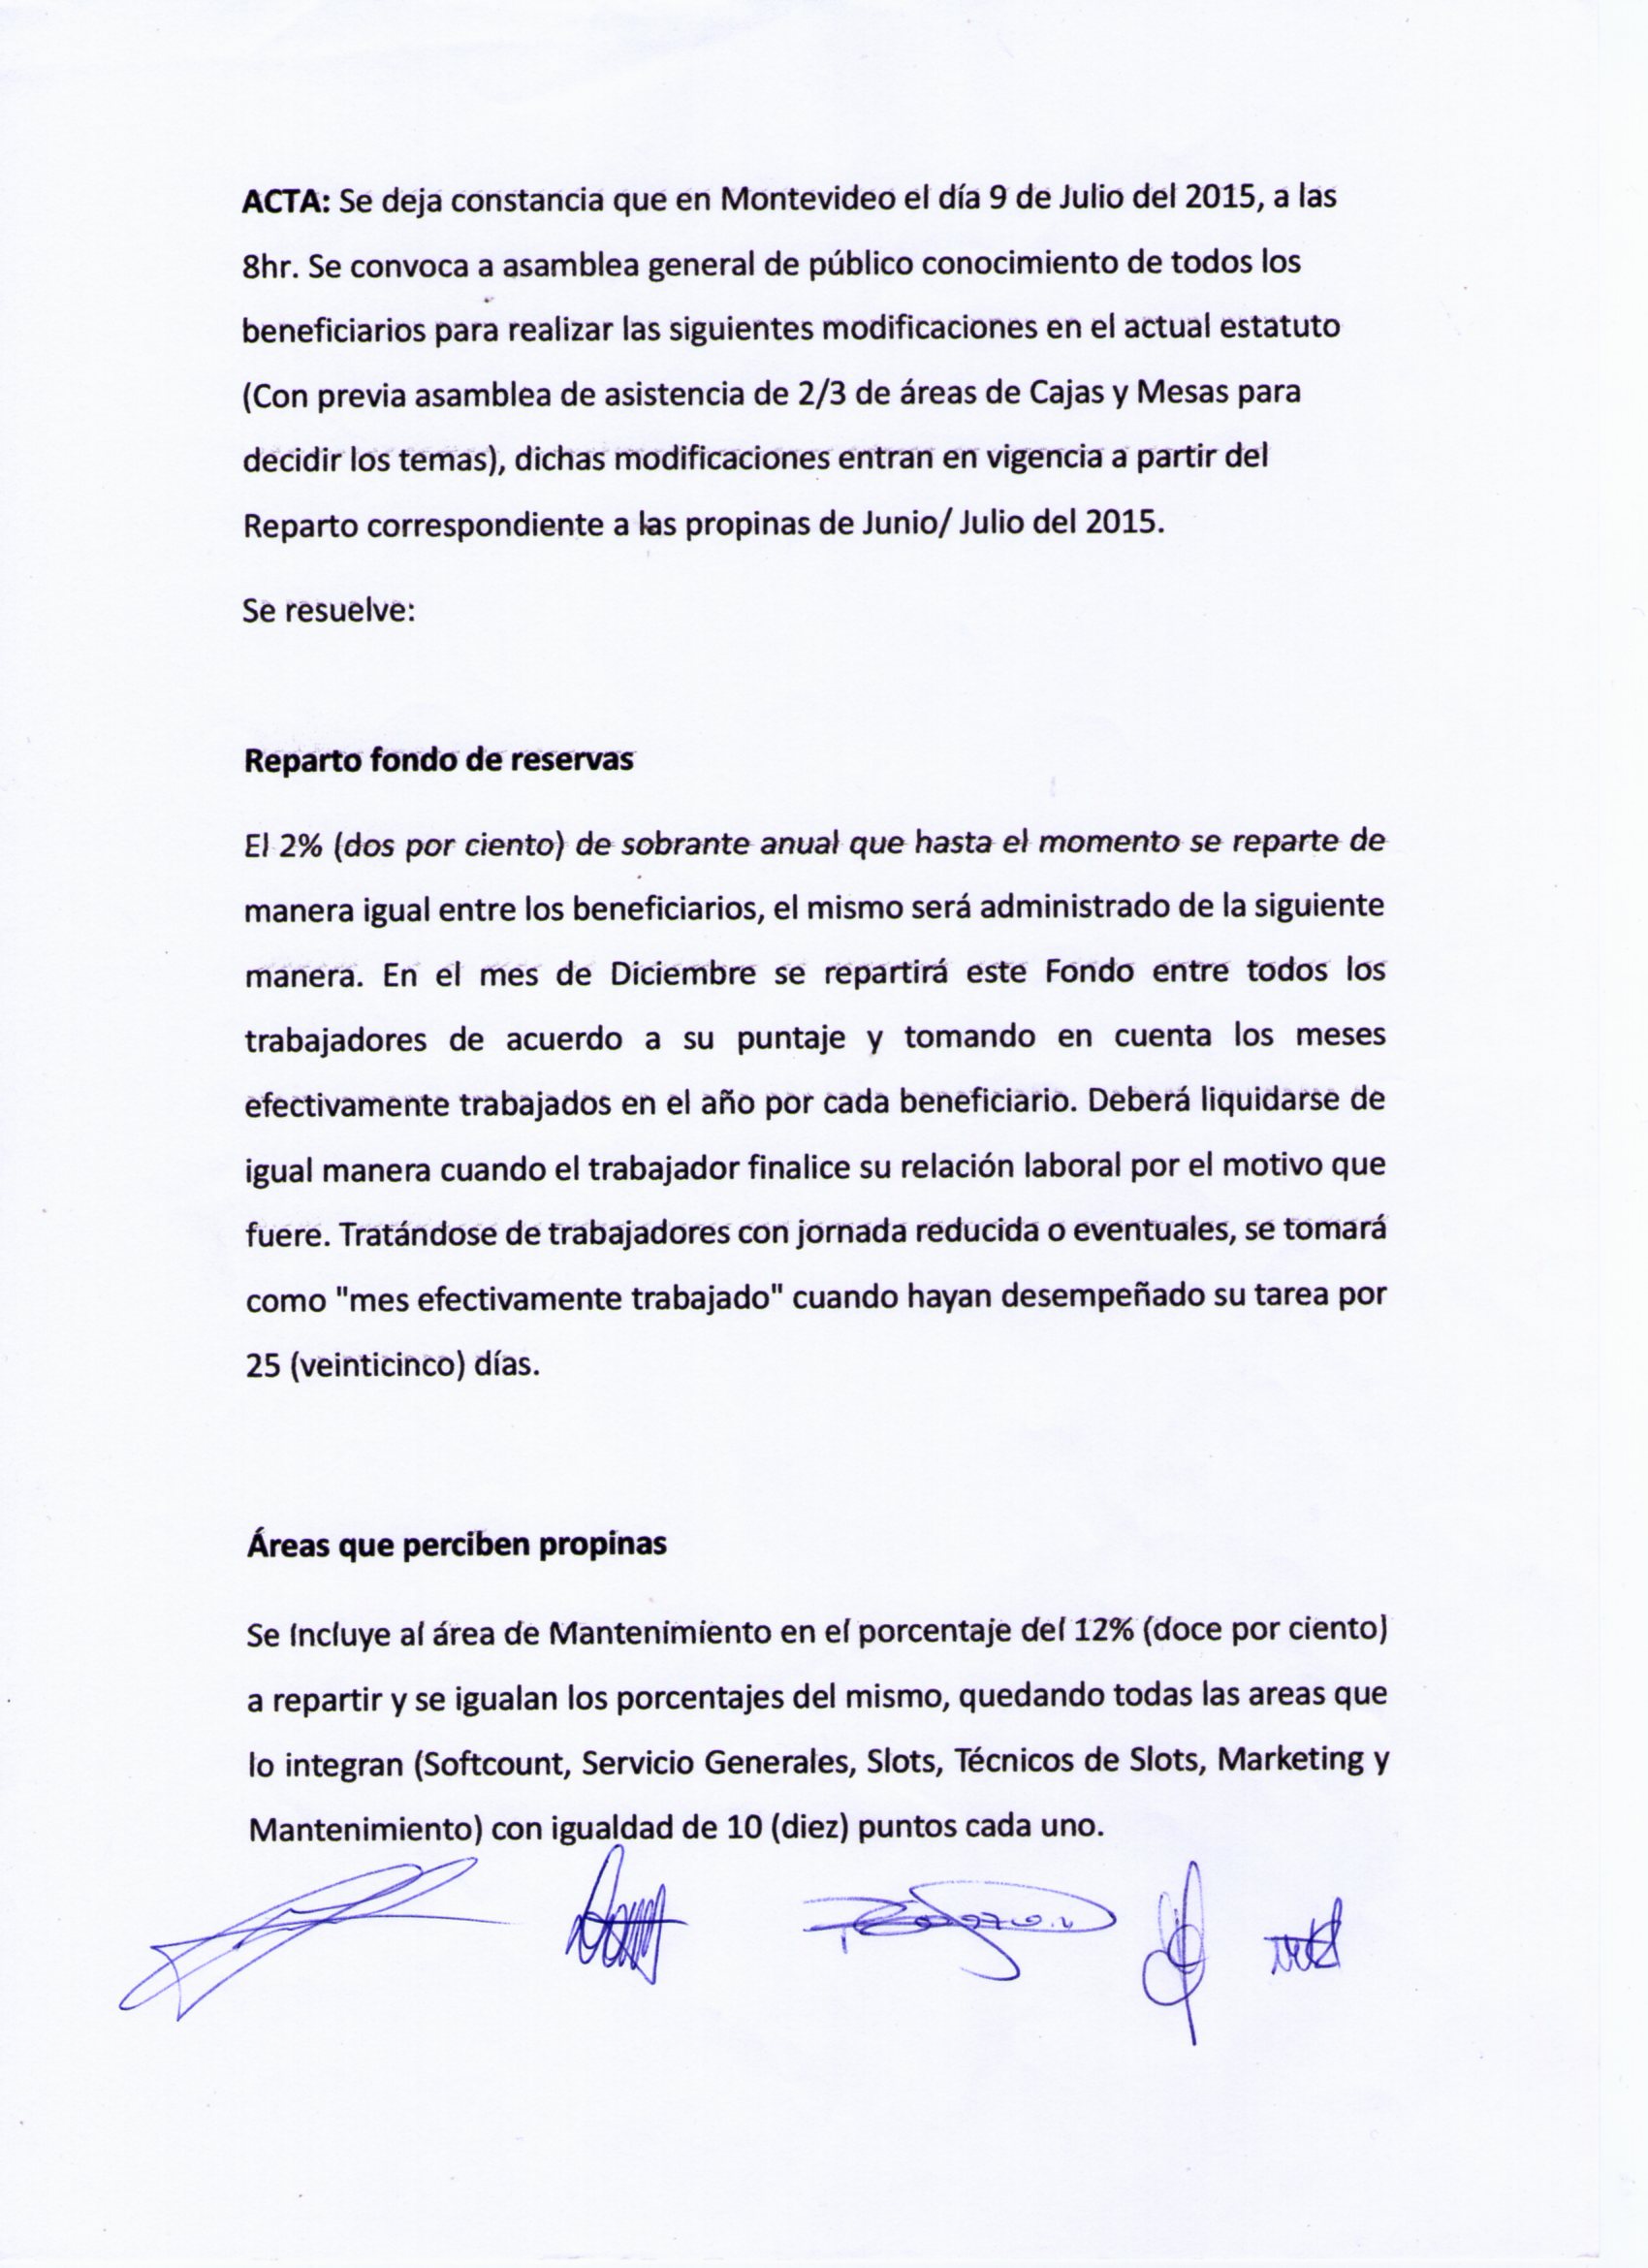 ACTA: Se deja constancia que en Montevideo el día 9 de Julio del 2015, a las
8hr. Se convoca a asamblea general de público conocimiento de todos los
beneficiarios para realizar las siguientes modificaciones en el actual estatuto
(Con previa asamblea de asistencia de 2/3 de áreas de Cajas y Mesas para
decidir los temas), dichas modificaciones entran en vigencia a partir del
Reparto correspondiente a las propinas de Junio/ Julio del 2015.
Se resuelve:
Reparto fondo de reservas
El 2% (dos por ciento) de sobrante anual que hasta el momento se reparte de
manera igual entre los beneficiarios, el mismo será administrado de la siguiente
manera. En el mes de Diciembre se repartirá este Fondo entre todos los
trabajadores de acuerdo a su puntaje y tomando en cuenta los meses
efectivamente trabajados en el año por cada beneficiario. Deberá liquidarse de
igual manera cuando el trabajador finalice su relación laboral por el motivo que
fuere. Tratándose de trabajadores con jornada reducida o eventuales, se tomará
como "mes efectivamente trabajado" cuando hayan desempeñado su tarea por
25 (veinticinco) días.
Áreas que perciben propinas
Se Incluye al área de Mantenimiento en el porcentaje del 12% (doce por ciento)
a repartir y se igualan los porcentajes del mismo, quedando todas las areas que
lo integran (Softcount, Servicio Generales, Slots, Técnicos de Slots, Marketing y
Mantenimiento) con igualdad de 10 (diez) puntos cada uno.